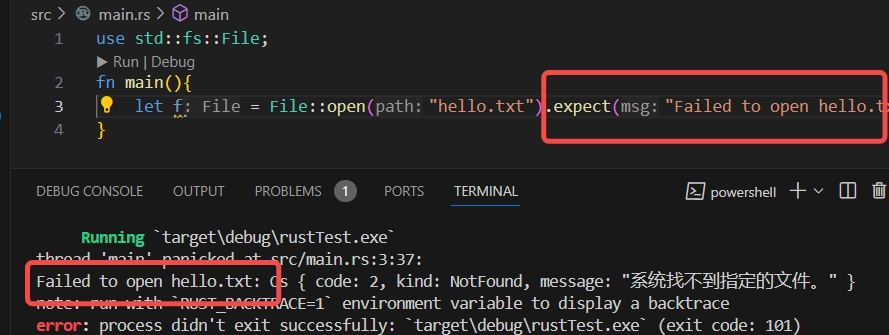 src > main.rs > main
1 use std::fs::File;
Run | Debug
2 fn main(){
3 let f: File = File::open(path: "hello.txt").expect(msg: "Failed to open hello.t
4 }
DEBUG CONSOLE OUTPUT PROBLEMS 1 PORTS TERMINAL powershell
Running `target\debug\rustTest.exe`
thread 'main' panicked at src/main.rs:3:37:
Failed to open hello.txt: Os { code: 2, kind: NotFound, message: "系统找不到指定的文件。" }
note: run with `RUST_BACKTRACE=1` environment variable to display a backtrace
error: process didn't exit successfully: `target\debug\rustTest.exe` (exit code: 101)